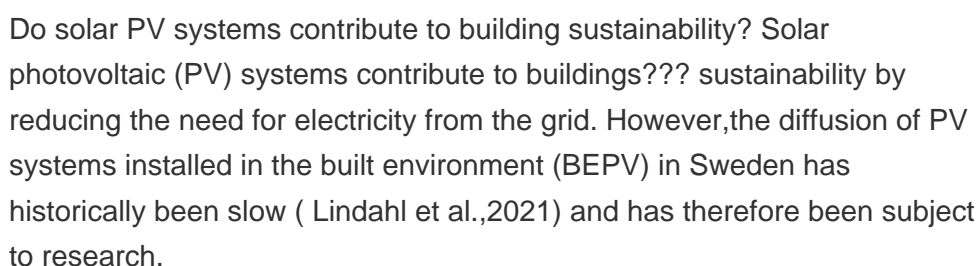 Do solar PV systems contribute to building sustainability? Solar
photovoltaic (PV) systems contribute to buildings??? sustainability by
reducing the need for electricity from the grid. However,the diffusion of PV
systems installed in the built environment (BEPV) in Sweden has
historically been slow ( Lindahl et al.,2021) and has therefore been subject
to research.